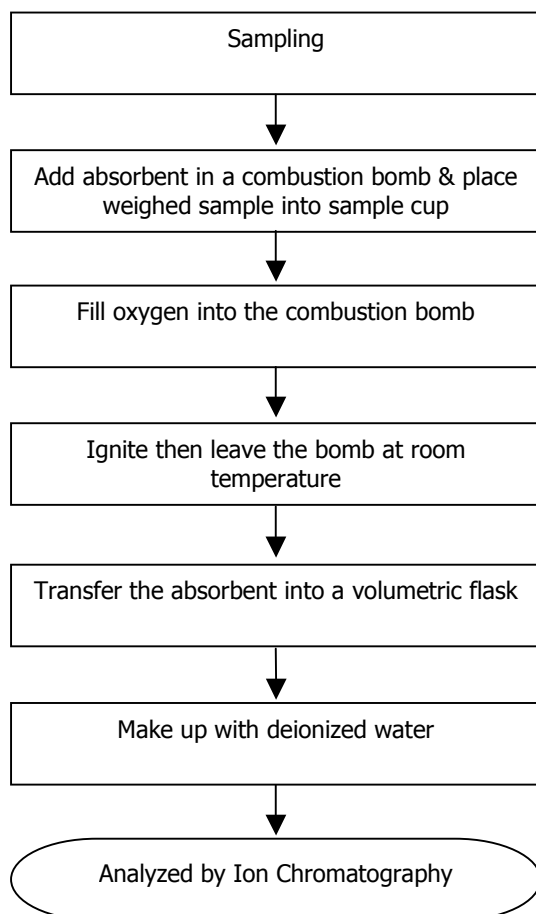 Sampling
Add absorbent in a combustion bomb & place
weighed sample into sample cup
Fill oxygen into the combustion bomb
Ignite then leave the bomb at room
temperature
Transfer the absorbent into a volumetric flask
Make up with deionized water
Analyzed by Ion Chromatography